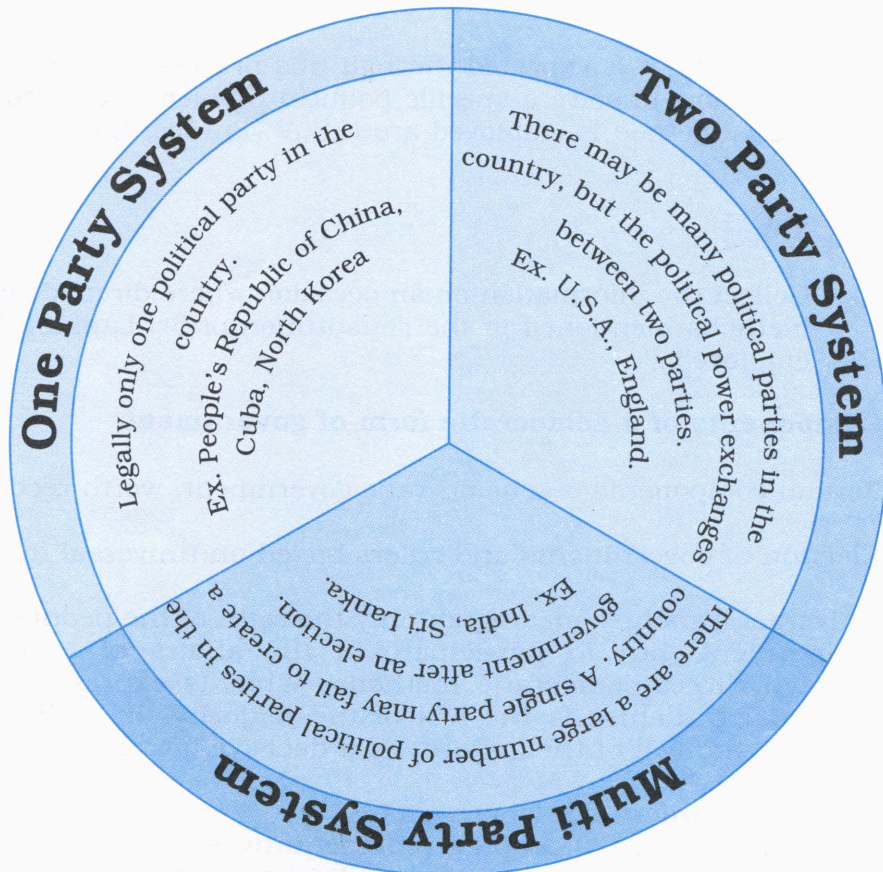 One Party System
Legally only one political party in the
country.
Ex. People's Republic of China,
Cuba, North Korea
Two Party System
There may be many political parties in the
country, but the political power exchanges
between two parties.
Ex. U.S.A., England.
Multi Party System
There are a large number of political parties in the
country. A single party may fail to create a
government after an election.
Ex. India, Sri Lanka.